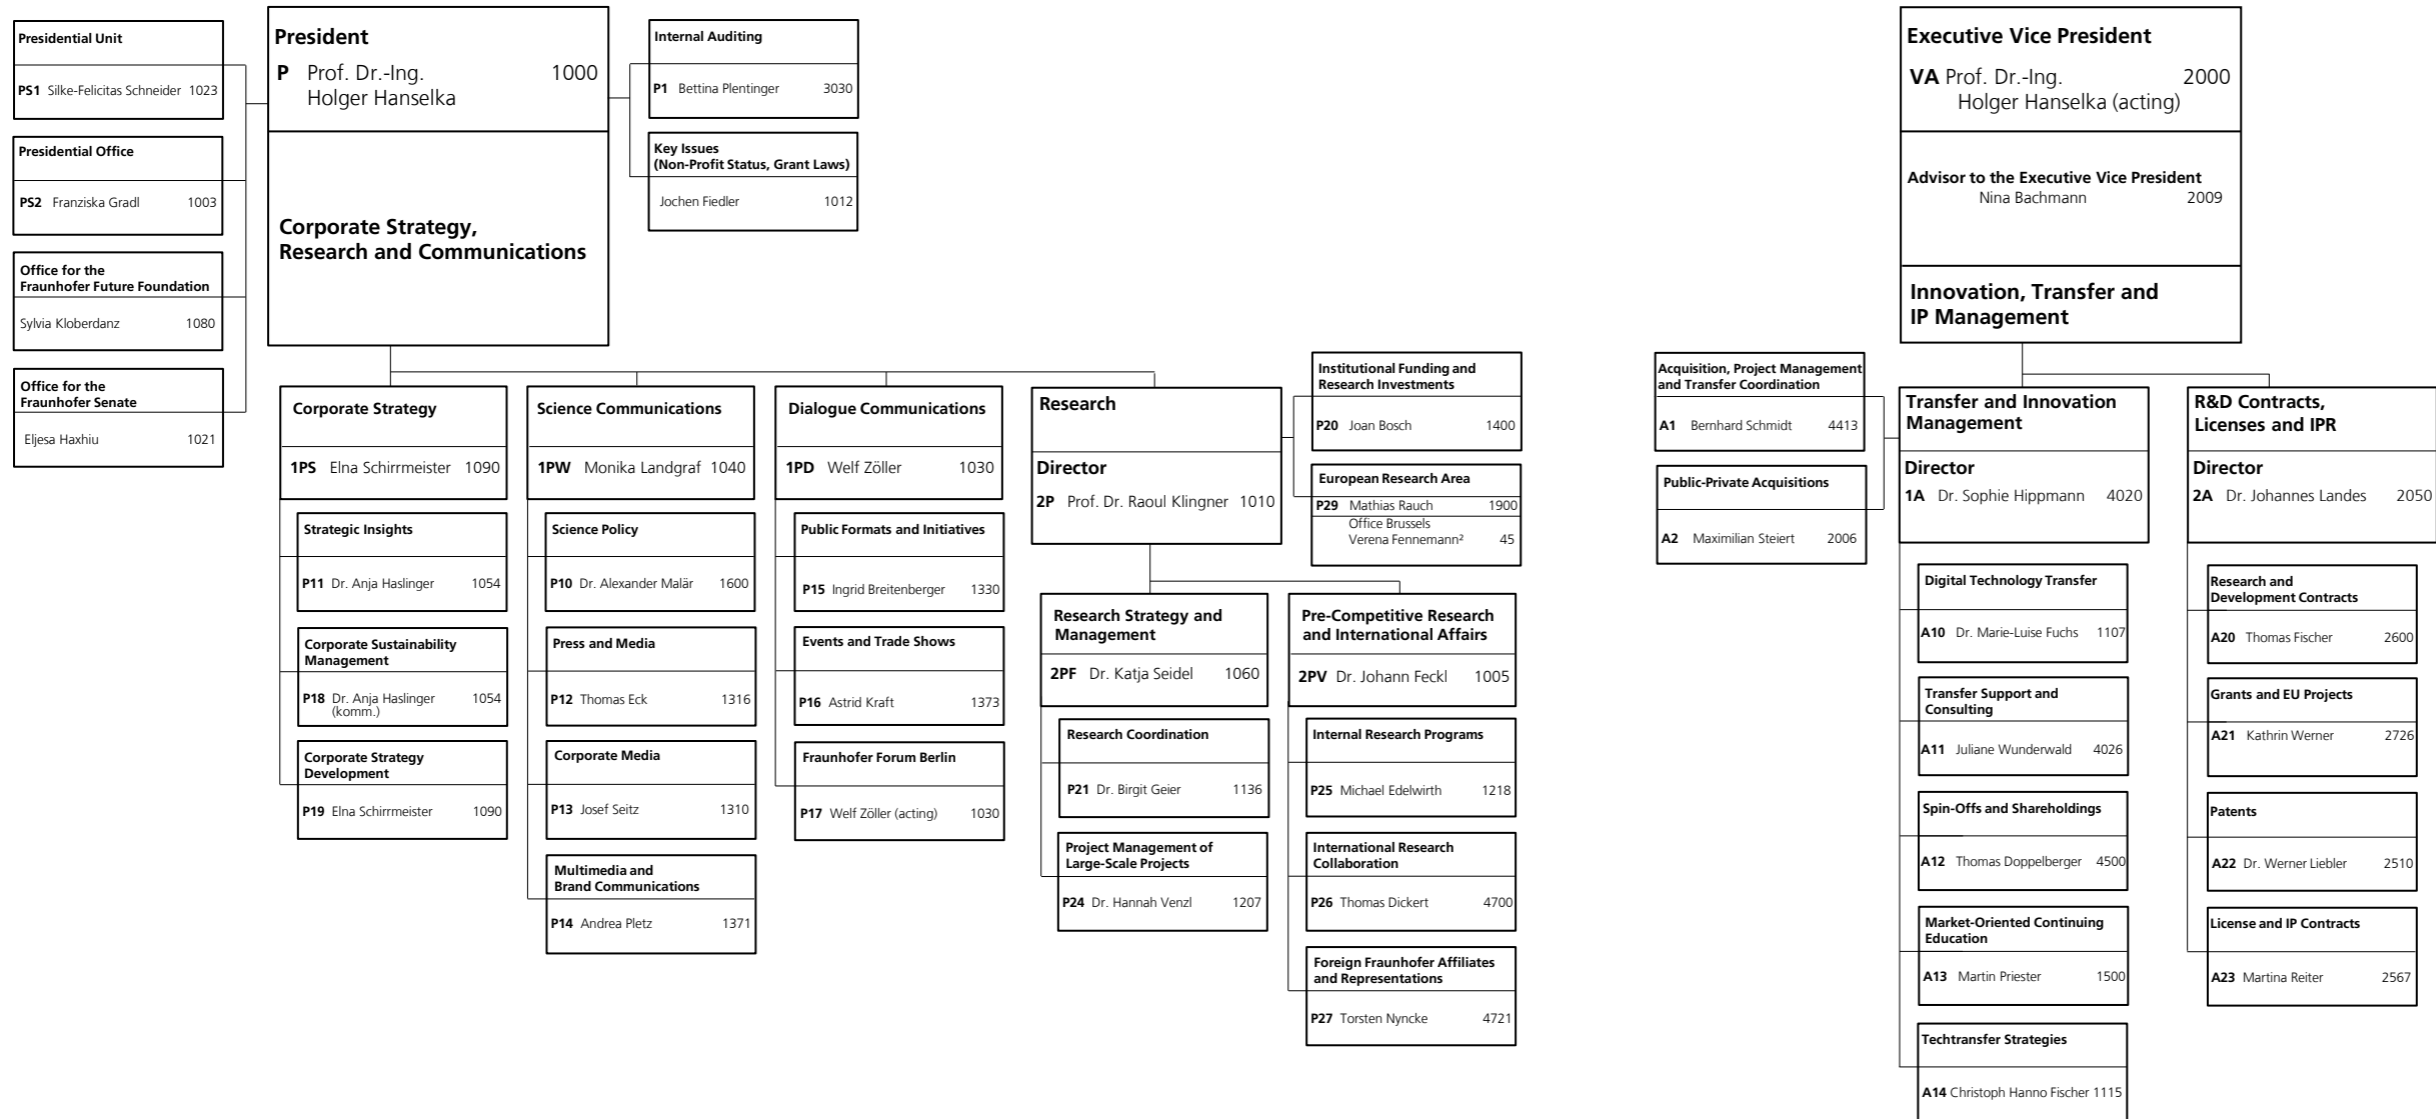 Presidential Unit
PS1 Silke-Felicitas Schneider 1023
Presidential Office
PS2 Franziska Gradl 1003
Office for the
Fraunhofer Future Foundation
Sylvia Kloberdanz 1080
Office for the
Fraunhofer Senate
Eljesa Haxhiu 1021
President
P Prof. Dr.-Ing. 1000
Holger Hanselka
Corporate Strategy,
Research and Communications
Internal Auditing
P1 Bettina Plentinger 3030
Key Issues
(Non-Profit Status, Grant Laws)
Jochen Fiedler 1012
Corporate Strategy
1PS Elna Schirrmeister 1090
Strategic Insights
P11 Dr. Anja Haslinger 1054
Corporate Sustainability
Management
P18 Dr. Anja Haslinger 1054
(komm.)
Corporate Strategy
Development
P19 Elna Schirrmeister 1090
Science Communications
1PW Monika Landgraf 1040
Science Policy
P10 Dr. Alexander Malär 1600
Press and Media
P12 Thomas Eck 1316
Corporate Media
P13 Josef Seitz 1310
Multimedia and
Brand Communications
P14 Andrea Pletz 1371
Dialogue Communications
1PD Welf Zöller 1030
Public Formats and Initiatives
P15 Ingrid Breitenberger 1330
Events and Trade Shows
P16 Astrid Kraft 1373
Fraunhofer Forum Berlin
P17 Welf Zöller (acting) 1030
Research
Director
2P Prof. Dr. Raoul Klingner 1010
Institutional Funding and
Research Investments
P20 Joan Bosch 1400
European Research Area
P29 Mathias Rauch 1900
Office Brussels
Verena Fennemann² 45
Research Strategy and
Management
2PF Dr. Katja Seidel 1060
Research Coordination
P21 Dr. Birgit Geier 1136
Project Management of
Large-Scale Projects
P24 Dr. Hannah Venzl 1207
Pre-Competitive Research
and International Affairs
2PV Dr. Johann Feckl 1005
Internal Research Programs
P25 Michael Edelwirth 1218
International Research
Collaboration
P26 Thomas Dickert 4700
Foreign Fraunhofer Affiliates
and Representations
P27 Torsten Nyncke 4721
Executive Vice President
VA Prof. Dr.-Ing. 2000
Holger Hanselka (acting)
Advisor to the Executive Vice President
Nina Bachmann 2009
Innovation, Transfer and
IP Management
Acquisition, Project Management
and Transfer Coordination
A1 Bernhard Schmidt 4413
Public-Private Acquisitions
A2 Maximilian Steiert 2006
Transfer and Innovation
Management
Director
1A Dr. Sophie Hippmann 4020
Digital Technology Transfer
A10 Dr. Marie-Luise Fuchs 1107
Transfer Support and
Consulting
A11 Juliane Wunderwald 4026
Spin-Offs and Shareholdings
A12 Thomas Doppelberger 4500
Market-Oriented Continuing
Education
A13 Martin Priester 1500
Techtransfer Strategies
A14 Christoph Hanno Fischer 1115
R&D Contracts,
Licenses and IPR
Director
2A Dr. Johannes Landes 2050
Research and
Development Contracts
A20 Thomas Fischer 2600
Grants and EU Projects
A21 Kathrin Werner 2726
Patents
A22 Dr. Werner Liebler 2510
License and IP Contracts
A23 Martina Reiter 2567